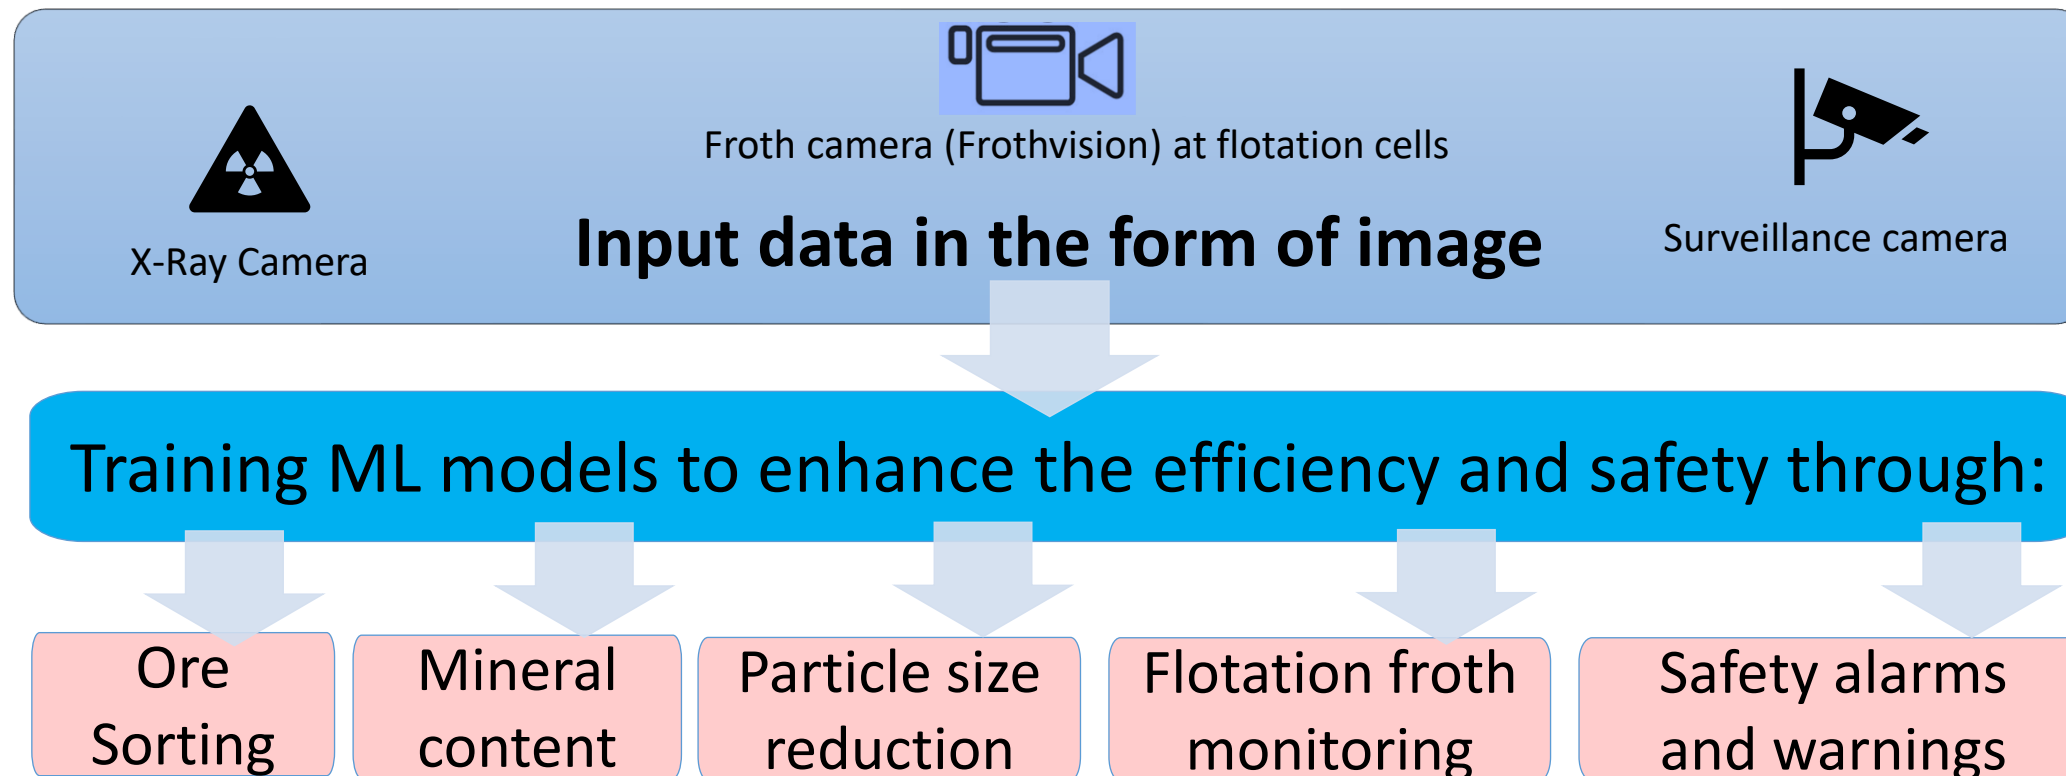 Froth camera (Frothvision) at flotation cells
X-Ray Camera
Input data in the form of image
Surveillance camera
Training ML models to enhance the efficiency and safety through:
Ore
Sorting
Mineral
content
Particle size
reduction
Flotation froth
monitoring
Safety alarms
and warnings